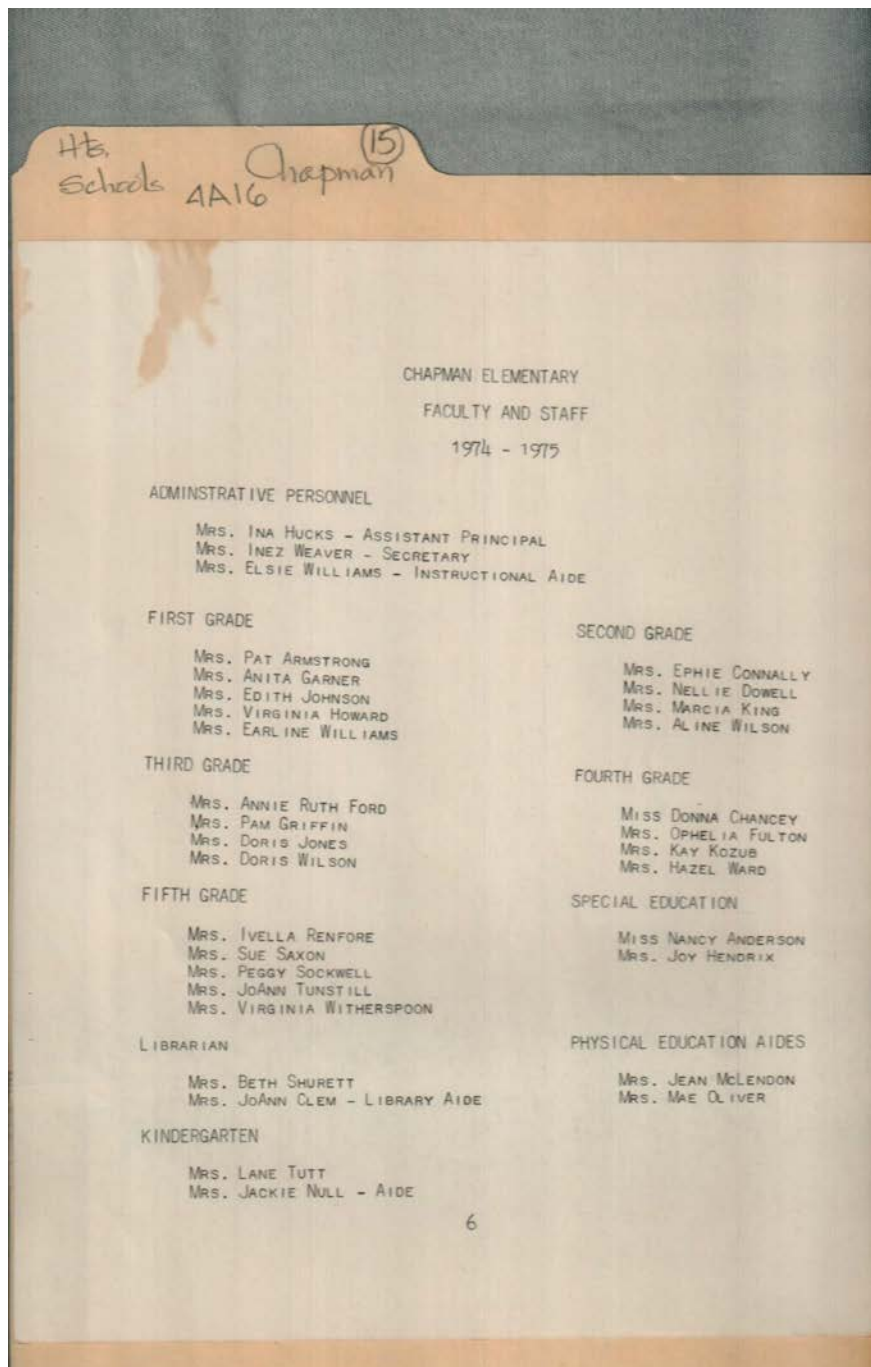 Hts.
Schools 4A16 Chapman 15
CHAPMAN ELEMENTARY
FACULTY AND STAFF
1974 - 1975
ADMINSTRATIVE PERSONNEL
MRS. INA HUCKS - ASSISTANT PRINCIPAL
MRS. INEZ WEAVER - SECRETARY
MRS. ELSIE WILLIAMS - INSTRUCTIONAL AIDE
FIRST GRADE
MRS. PAT ARMSTRONG
MRS. ANITA GARNER
MRS. EDITH JOHNSON
MRS. VIRGINIA HOWARD
MRS. EARLINE WILLIAMS
SECOND GRADE
MRS. EPHIE CONNALLY
MRS. NELLIE DOWELL
MRS. MARCIA KING
MRS. ALINE WILSON
THIRD GRADE
MRS. ANNIE RUTH FORD
MRS. PAM GRIFFIN
MRS. DORIS JONES
MRS. DORIS WILSON
FOURTH GRADE
MISS DONNA CHANCEY
MRS. OPHELIA FULTON
MRS. KAY KOZUB
MRS. HAZEL WARD
FIFTH GRADE
MRS. IVELLA RENFORE
MRS. SUE SAXON
MRS. PEGGY SOCKWELL
MRS. JOANN TUNSTILL
MRS. VIRGINIA WITHERSPOON
SPECIAL EDUCATION
MISS NANCY ANDERSON
MRS. JOY HENDRIX
LIBRARIAN
MRS. BETH SHURETT
MRS. JOANN CLEM - LIBRARY AIDE
PHYSICAL EDUCATION AIDES
MRS. JEAN MCLENDON
MRS. MAE OLIVER
KINDERGARTEN
MRS. LANE TUTT
MRS. JACKIE NULL - AIDE
6